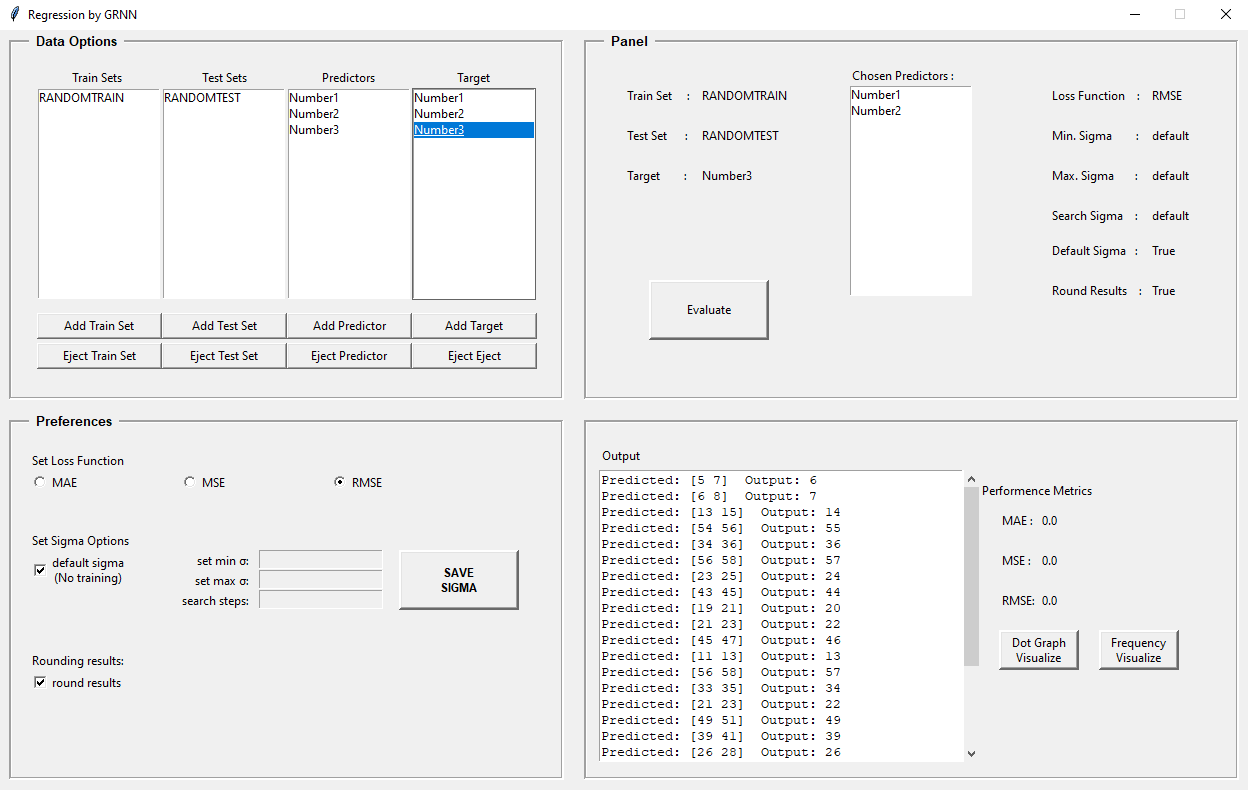 Regression by GRNN
Data Options
Train Sets
Test Sets
Predictors
Target
RANDOMTRAIN
RANDOMTEST
Number1
Number2
Number3
Number1
Number2
Number3
Add Train Set
Add Test Set
Add Predictor
Add Target
Eject Train Set
Eject Test Set
Eject Predictor
Eject Eject
Panel
Train Set : RANDOMTRAIN
Test Set : RANDOMTEST
Target : Number3
Evaluate
Chosen Predictors :
Number1
Number2
Loss Function : RMSE
Min. Sigma : default
Max. Sigma : default
Search Sigma : default
Default Sigma : True
Round Results : True
Preferences
Set Loss Function
MAE
MSE
RMSE
Set Sigma Options
default sigma
(No training)
set min σ:
set max σ:
search steps:
SAVE
SIGMA
Rounding results:
round results
Output
Predicted: [5 7] Output: 6
Predicted: [6 8] Output: 7
Predicted: [13 15] Output: 14
Predicted: [54 56] Output: 55
Predicted: [34 36] Output: 36
Predicted: [56 58] Output: 57
Predicted: [23 25] Output: 24
Predicted: [43 45] Output: 44
Predicted: [19 21] Output: 20
Predicted: [21 23] Output: 22
Predicted: [45 47] Output: 46
Predicted: [11 13] Output: 13
Predicted: [56 58] Output: 57
Predicted: [33 35] Output: 34
Predicted: [21 23] Output: 22
Predicted: [49 51] Output: 49
Predicted: [39 41] Output: 39
Predicted: [26 28] Output: 26
Performence Metrics
MAE : 0.0
MSE : 0.0
RMSE: 0.0
Dot Graph
Visualize
Frequency
Visualize